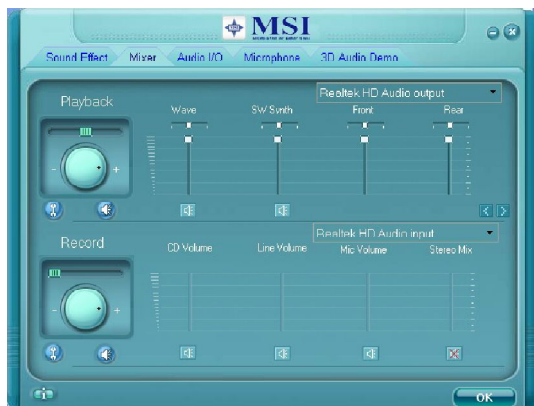 MSI
Sound Effect Mixer Audio I/O Microphone 3D Audio Demo
Realtek HD Audio output
Playback
Wave SW Synth Front Rear
Realtek HD Audio input
Record
CD Volume Line Volume Mic Volume Stereo Mix
OK